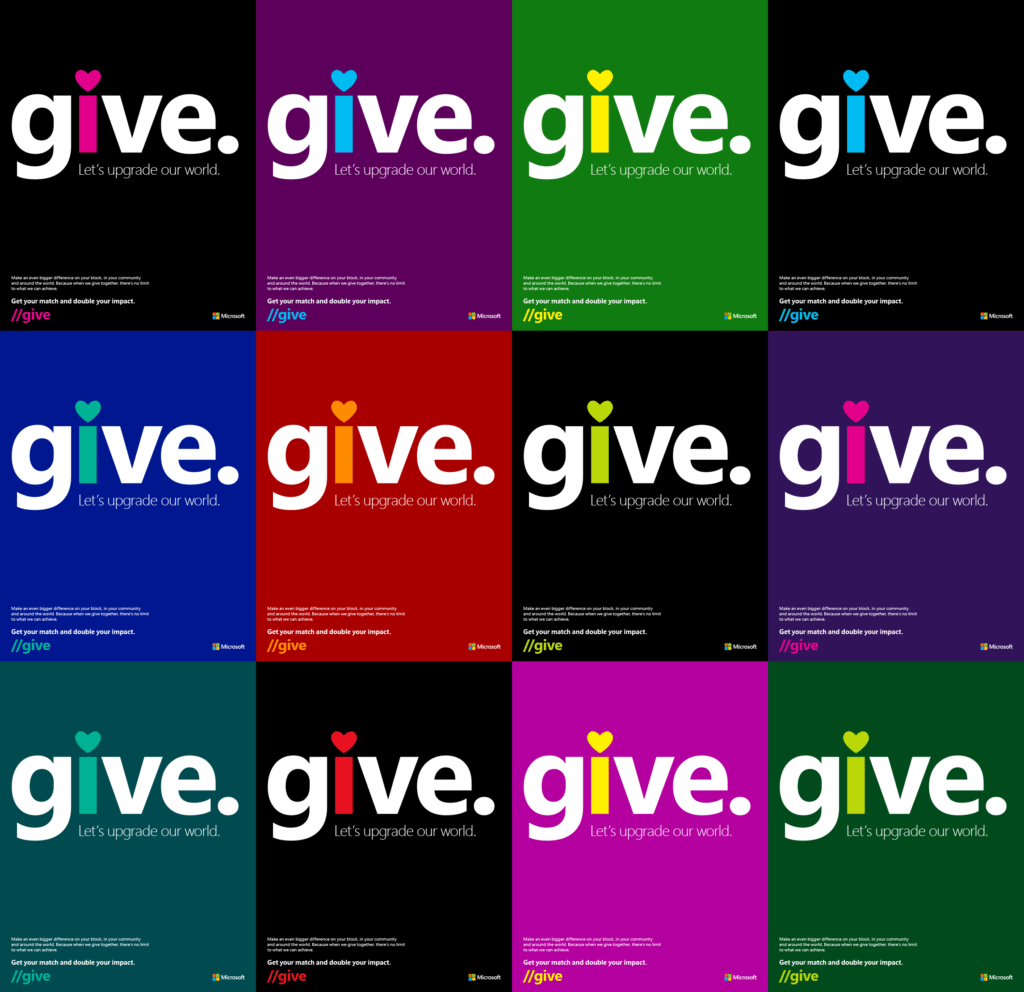 give.
Let’s upgrade our world.
Make an even bigger difference on your block, in your community
and around the world. Because when we give together, there’s no limit
to what we can achieve.
Get your match and double your impact.
//give
Microsoft
give.
Let’s upgrade our world.
Make an even bigger difference on your block, in your community
and around the world. Because when we give together, there’s no limit
to what we can achieve.
Get your match and double your impact.
//give
Microsoft
give.
Let’s upgrade our world.
Make an even bigger difference on your block, in your community
and around the world. Because when we give together, there’s no limit
to what we can achieve.
Get your match and double your impact.
//give
Microsoft
give.
Let’s upgrade our world.
Make an even bigger difference on your block, in your community
and around the world. Because when we give together, there’s no limit
to what we can achieve.
Get your match and double your impact.
//give
Microsoft
give.
Let’s upgrade our world.
Make an even bigger difference on your block, in your community
and around the world. Because when we give together, there’s no limit
to what we can achieve.
Get your match and double your impact.
//give
Microsoft
give.
Let’s upgrade our world.
Make an even bigger difference on your block, in your community
and around the world. Because when we give together, there’s no limit
to what we can achieve.
Get your match and double your impact.
//give
Microsoft
give.
Let’s upgrade our world.
Make an even bigger difference on your block, in your community
and around the world. Because when we give together, there’s no limit
to what we can achieve.
Get your match and double your impact.
//give
Microsoft
give.
Let’s upgrade our world.
Make an even bigger difference on your block, in your community
and around the world. Because when we give together, there’s no limit
to what we can achieve.
Get your match and double your impact.
//give
Microsoft
give.
Let’s upgrade our world.
Make an even bigger difference on your block, in your community
and around the world. Because when we give together, there’s no limit
to what we can achieve.
Get your match and double your impact.
//give
Microsoft
give.
Let’s upgrade our world.
Make an even bigger difference on your block, in your community
and around the world. Because when we give together, there’s no limit
to what we can achieve.
Get your match and double your impact.
//give
Microsoft
give.
Let’s upgrade our world.
Make an even bigger difference on your block, in your community
and around the world. Because when we give together, there’s no limit
to what we can achieve.
Get your match and double your impact.
//give
Microsoft
give.
Let’s upgrade our world.
Make an even bigger difference on your block, in your community
and around the world. Because when we give together, there’s no limit
to what we can achieve.
Get your match and double your impact.
//give
Microsoft